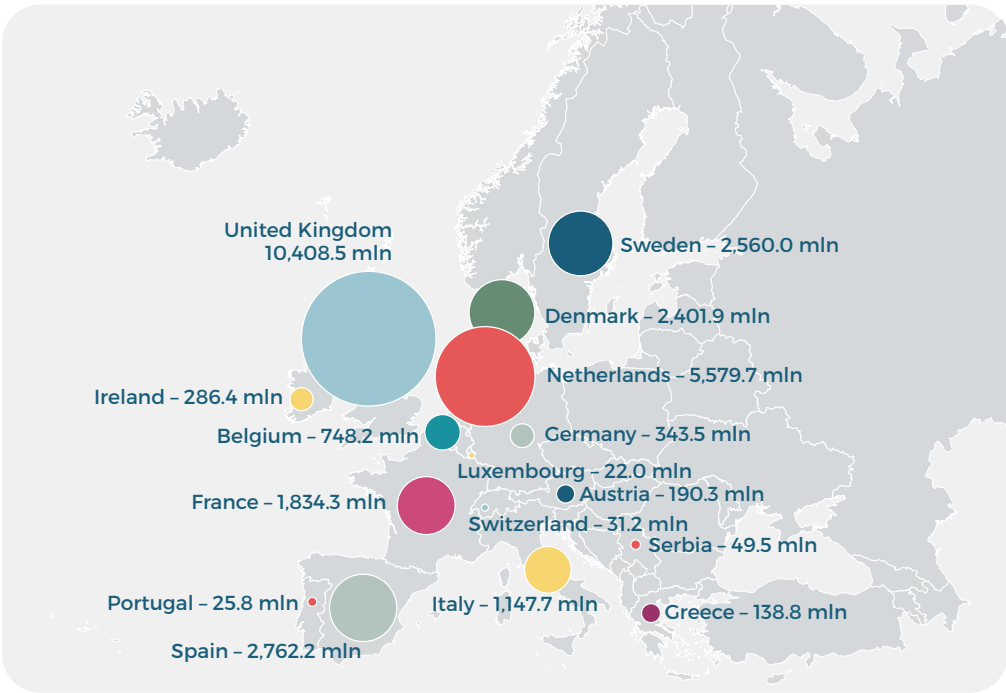 United Kingdom
10,408.5 mln
Sweden – 2,560.0 mln
Denmark – 2,401.9 mln
Netherlands – 5,579.7 mln
Ireland – 286.4 mln
Belgium – 748.2 mln
Germany – 343.5 mln
Luxembourg – 22.0 mln
Austria – 190.3 mln
France – 1,834.3 mln
Switzerland – 31.2 mln
Serbia – 49.5 mln
Portugal – 25.8 mln
Italy – 1,147.7 mln
Greece – 138.8 mln
Spain – 2,762.2 mln